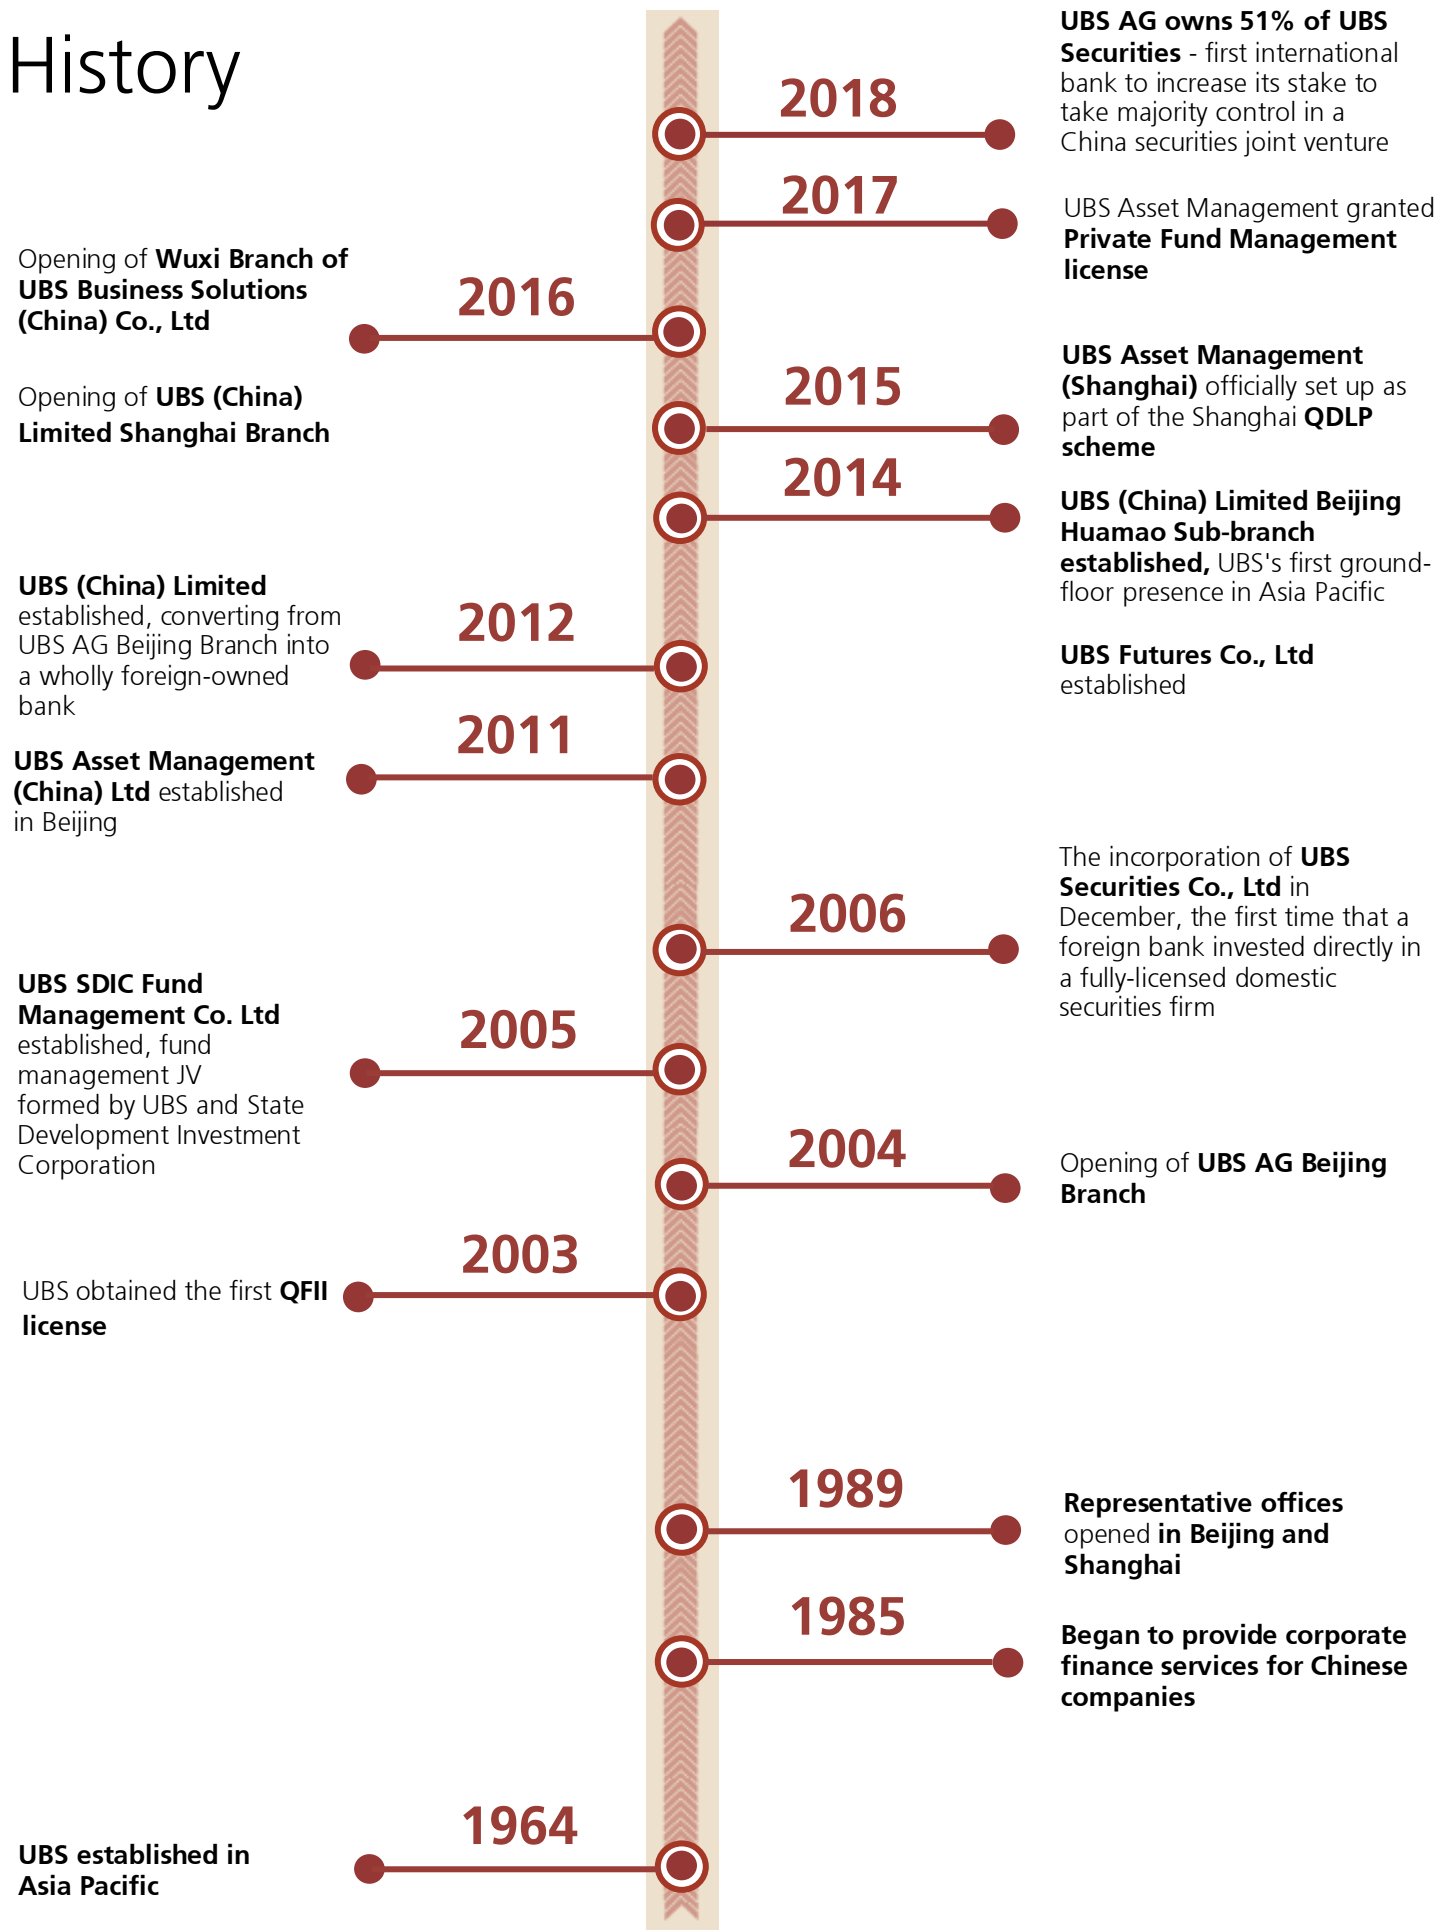 History
2018
UBS AG owns 51% of UBS
Securities - first international
bank to increase its stake to
take majority control in a
China securities joint venture
2017
UBS Asset Management granted
Private Fund Management
license
2016
Opening of Wuxi Branch of
UBS Business Solutions
(China) Co., Ltd
Opening of UBS (China)
Limited Shanghai Branch
2015
UBS Asset Management
(Shanghai) officially set up as
part of the Shanghai QDLP
scheme
2014
UBS (China) Limited Beijing
Huamao Sub-branch
established, UBS's first ground-
floor presence in Asia Pacific
UBS Futures Co., Ltd
established
2012
UBS (China) Limited
established, converting from
UBS AG Beijing Branch into
a wholly foreign-owned
bank
2011
UBS Asset Management
(China) Ltd established
in Beijing
2006
The incorporation of UBS
Securities Co., Ltd in
December, the first time that a
foreign bank invested directly in
a fully-licensed domestic
securities firm
2005
UBS SDIC Fund
Management Co. Ltd
established, fund
management JV
formed by UBS and State
Development Investment
Corporation
2004
Opening of UBS AG Beijing
Branch
2003
UBS obtained the first QFII
license
1989
Representative offices
opened in Beijing and
Shanghai
1985
Began to provide corporate
finance services for Chinese
companies
1964
UBS established in
Asia Pacific